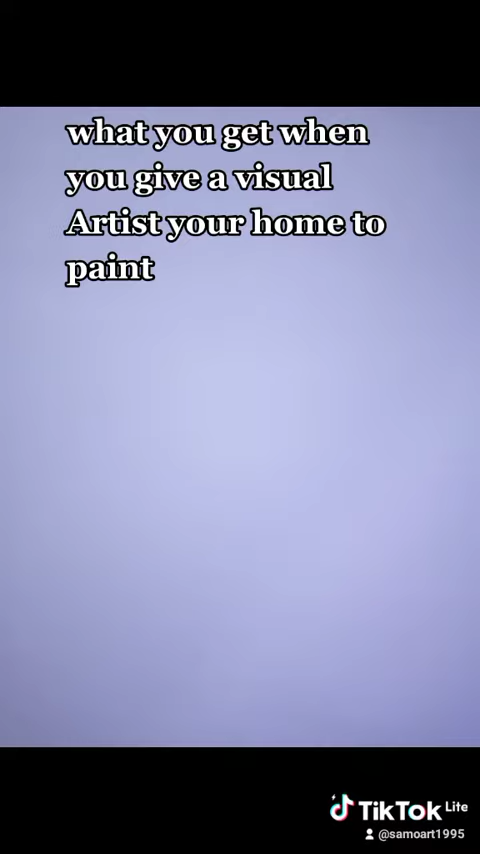 what you get when
you give a visual
Artist your home to
paint
TikTok Lite
@samoart1995